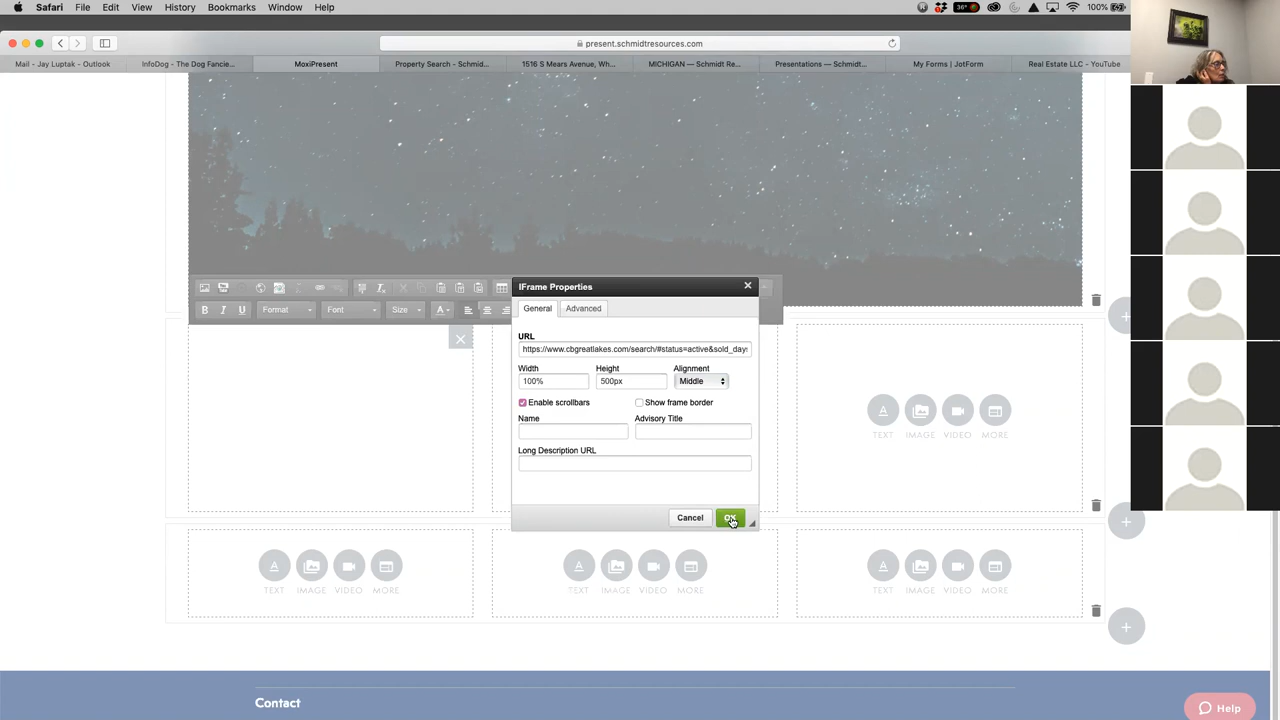 Safari File Edit View History Bookmarks Window Help
36° 100%
present.schmidtresources.com
Mail - Jay Luptak - Outlook InfoDog - The Dog Fancie... MoxiPresent Property Search - Schmid... 1516 S Mears Avenue, Wh... MICHIGAN — Schmidt Re... Presentations — Schmidt... My Forms | JotForm Real Estate LLC - YouTube
IFrame Properties
General Advanced
B I U Format Font Size A
URL
https://www.cbgreatlakes.com/search/#status=active&sold_days
Width Height Alignment
100% 500px Middle
Enable scrollbars Show frame border
Name Advisory Title
Long Description URL
Cancel OK
TEXT IMAGE VIDEO MORE
TEXT IMAGE VIDEO MORE TEXT IMAGE VIDEO MORE TEXT IMAGE VIDEO MORE
Contact
Help